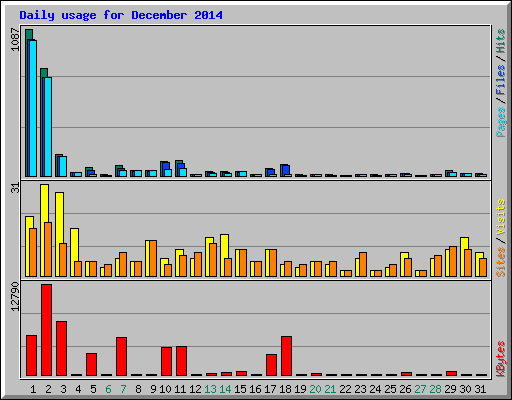 Daily usage for December 2014
1087
Pages / Files / Hits
31
Sites / Visits
12790
KBytes
1 2 3 4 5 6 7 8 9 10 11 12 13 14 15 16 17 18 19 20 21 22 23 24 25 26 27 28 29 30 31